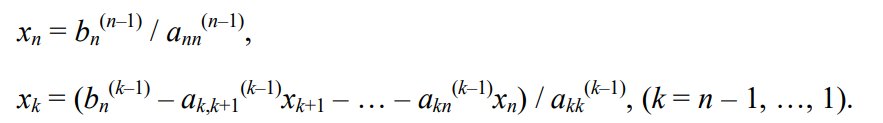 xₙ = bₙ⁽ⁿ⁻¹⁾ / aₙₙ⁽ⁿ⁻¹⁾,
xₖ = (bₙ⁽ᵏ⁻¹⁾ – aₖ,ₖ₊₁⁽ᵏ⁻¹⁾xₖ₊₁ – … – aₖₙ⁽ᵏ⁻¹⁾xₙ) / aₖₖ⁽ᵏ⁻¹⁾, (k = n – 1, …, 1).